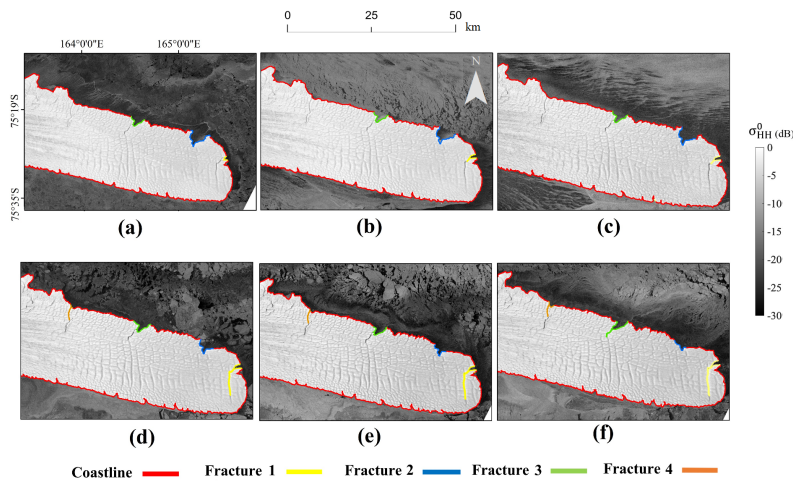 0 25 50
km
164°0'0"E 165°0'0"E
N
75°19'S
75°35'S
σ⁰HH (dB)
0
-5
-10
-15
-20
-25
-30
(a) (b) (c)
(d) (e) (f)
Coastline Fracture 1 Fracture 2 Fracture 3 Fracture 4